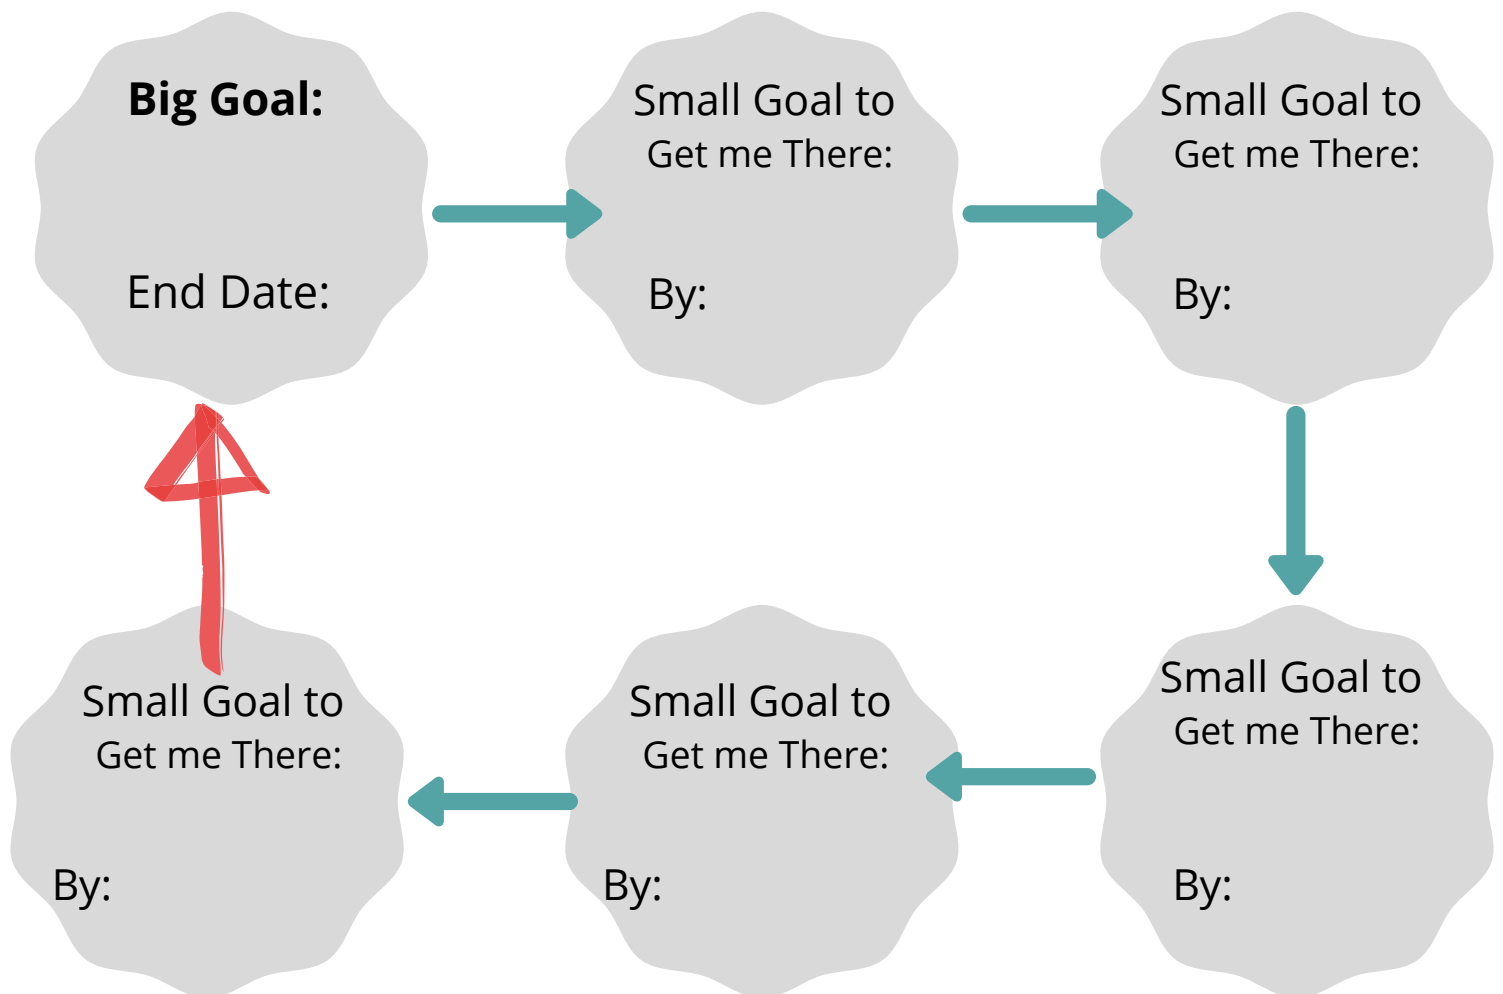 Big Goal:
End Date:
Small Goal to
Get me There:
By:
Small Goal to
Get me There:
By:
Small Goal to
Get me There:
By:
Small Goal to
Get me There:
By:
Small Goal to
Get me There:
By: